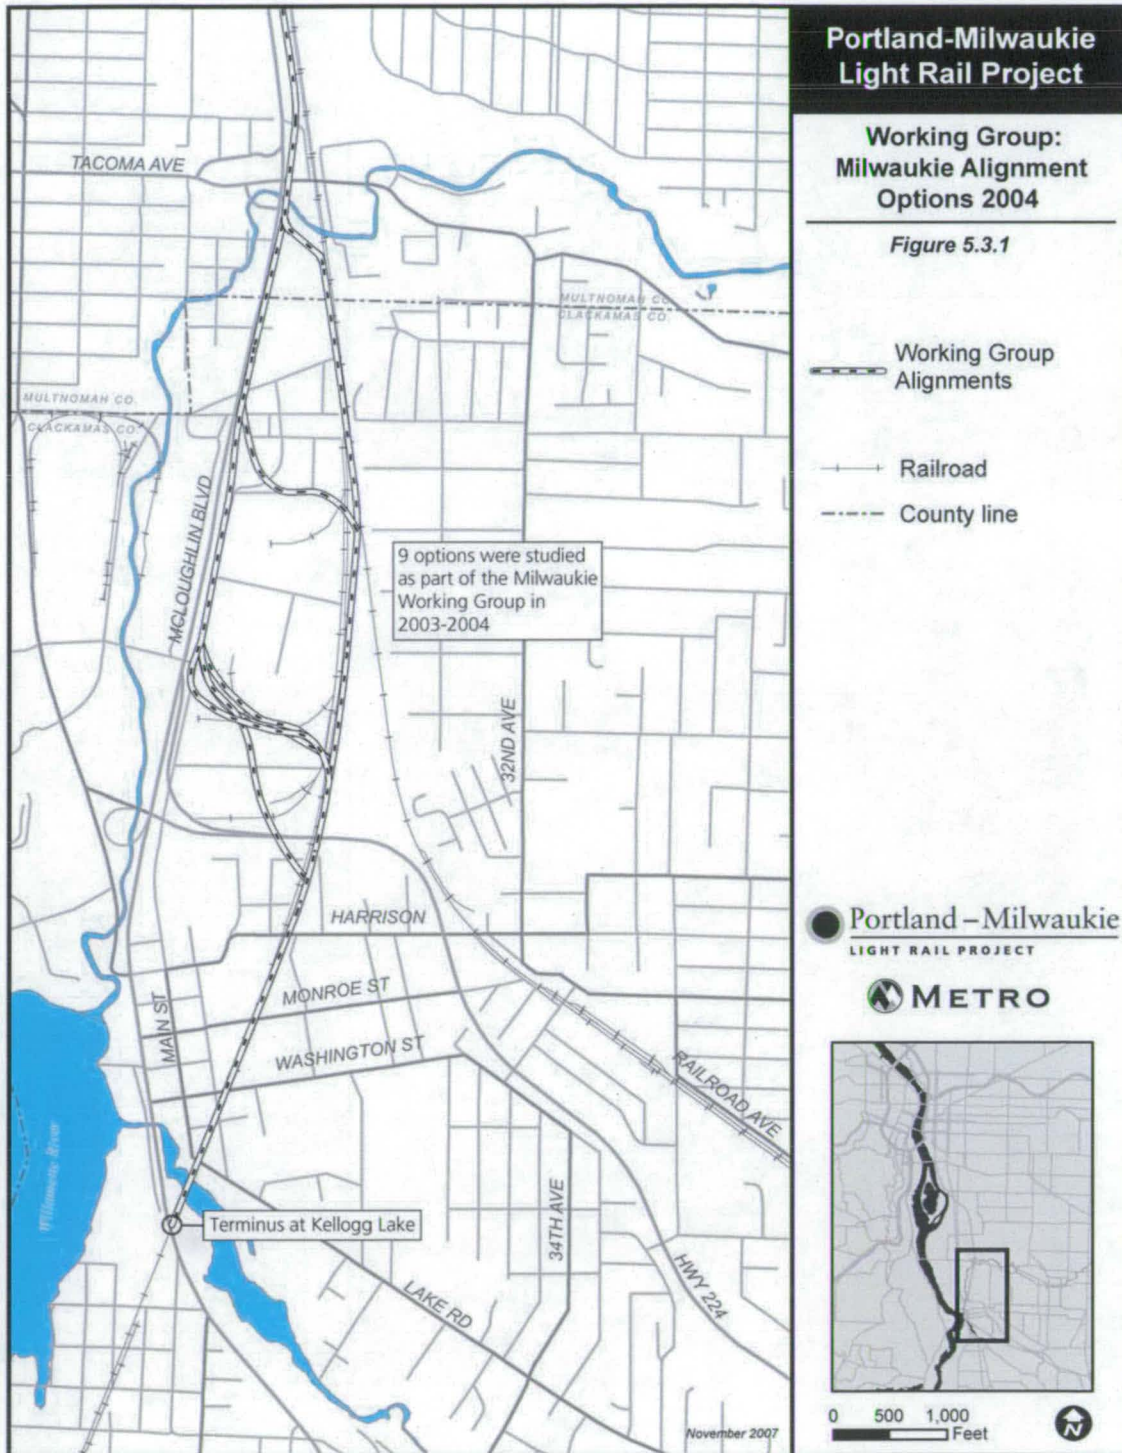 Portland-Milwaukie
Light Rail Project
Working Group:
Milwaukie Alignment
Options 2004
Figure 5.3.1
Working Group
Alignments
Railroad
County line
TACOMA AVE
MULTNOMAH CO.
CLACKAMAS CO.
MULTNOMAH CO.
CLACKAMAS CO.
MCLOUGHLIN BLVD
9 options were studied
as part of the Milwaukie
Working Group in
2003-2004
32ND AVE
HARRISON
MONROE ST
MAIN ST
WASHINGTON ST
RAILROAD AVE
Willamette River
Terminus at Kellogg Lake
34TH AVE
HWY 224
LAKE RD
November 2007
Portland – Milwaukie
LIGHT RAIL PROJECT
METRO
0 500 1,000
Feet
N